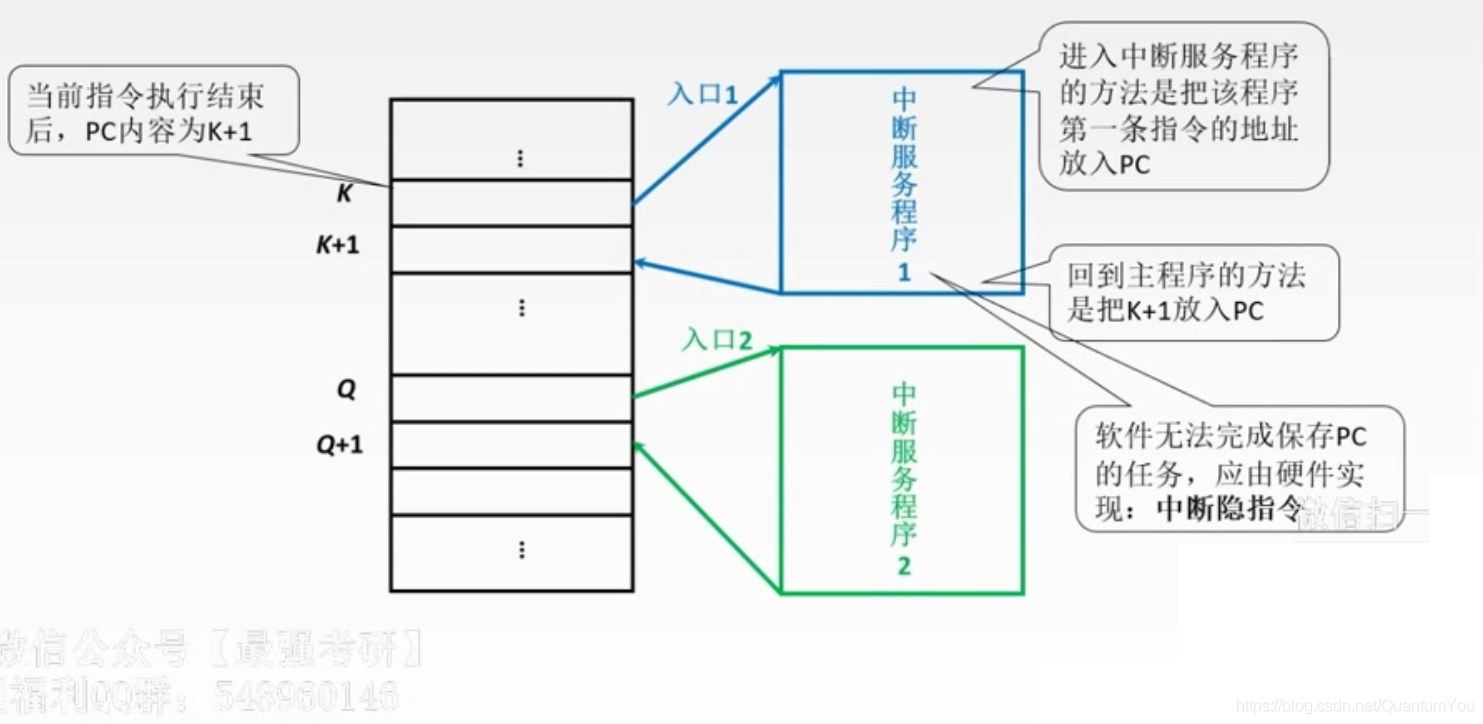 当前指令执行结束
后，PC内容为K+1
K
K+1
Q
Q+1
入口1
中断服务程序1
进入中断服务程序
的方法是把该程序
第一条指令的地址
放入PC
回到主程序的方法
是把K+1放入PC
入口2
中断服务程序2
软件无法完成保存PC
的任务，应由硬件实
现：中断隐指令
微信扫一
微信公众号【最强考研】
福利QQ群：548960146
https://blog.csdn.net/QuantumYou